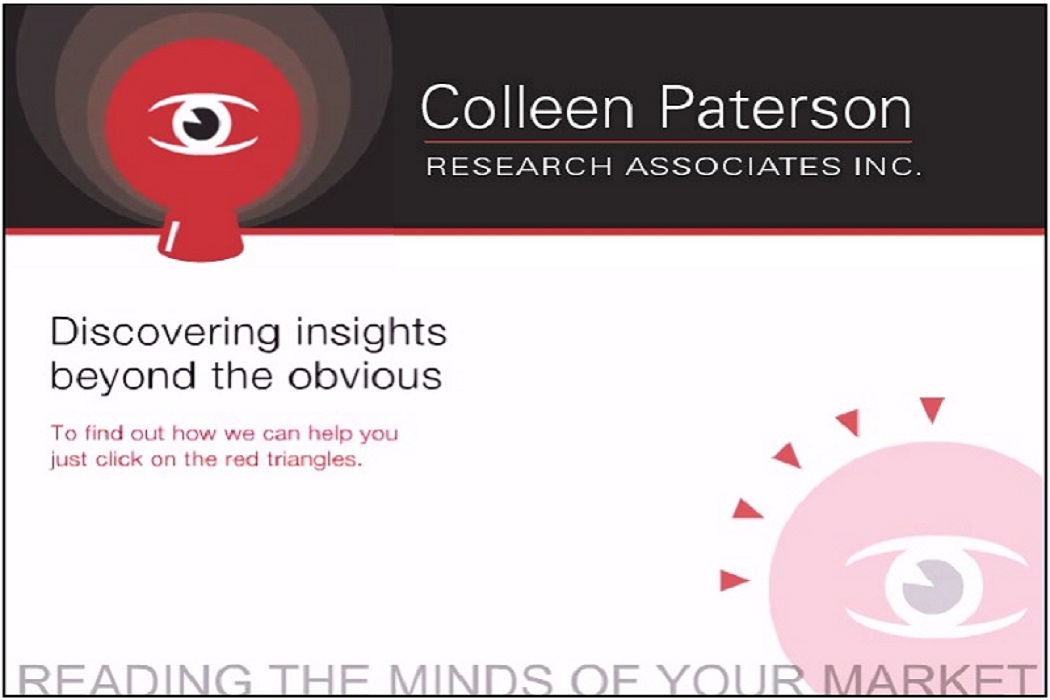 Colleen Paterson
RESEARCH ASSOCIATES INC.
Discovering insights
beyond the obvious
To find out how we can help you
just click on the red triangles.
READING THE MINDS OF YOUR MARKET